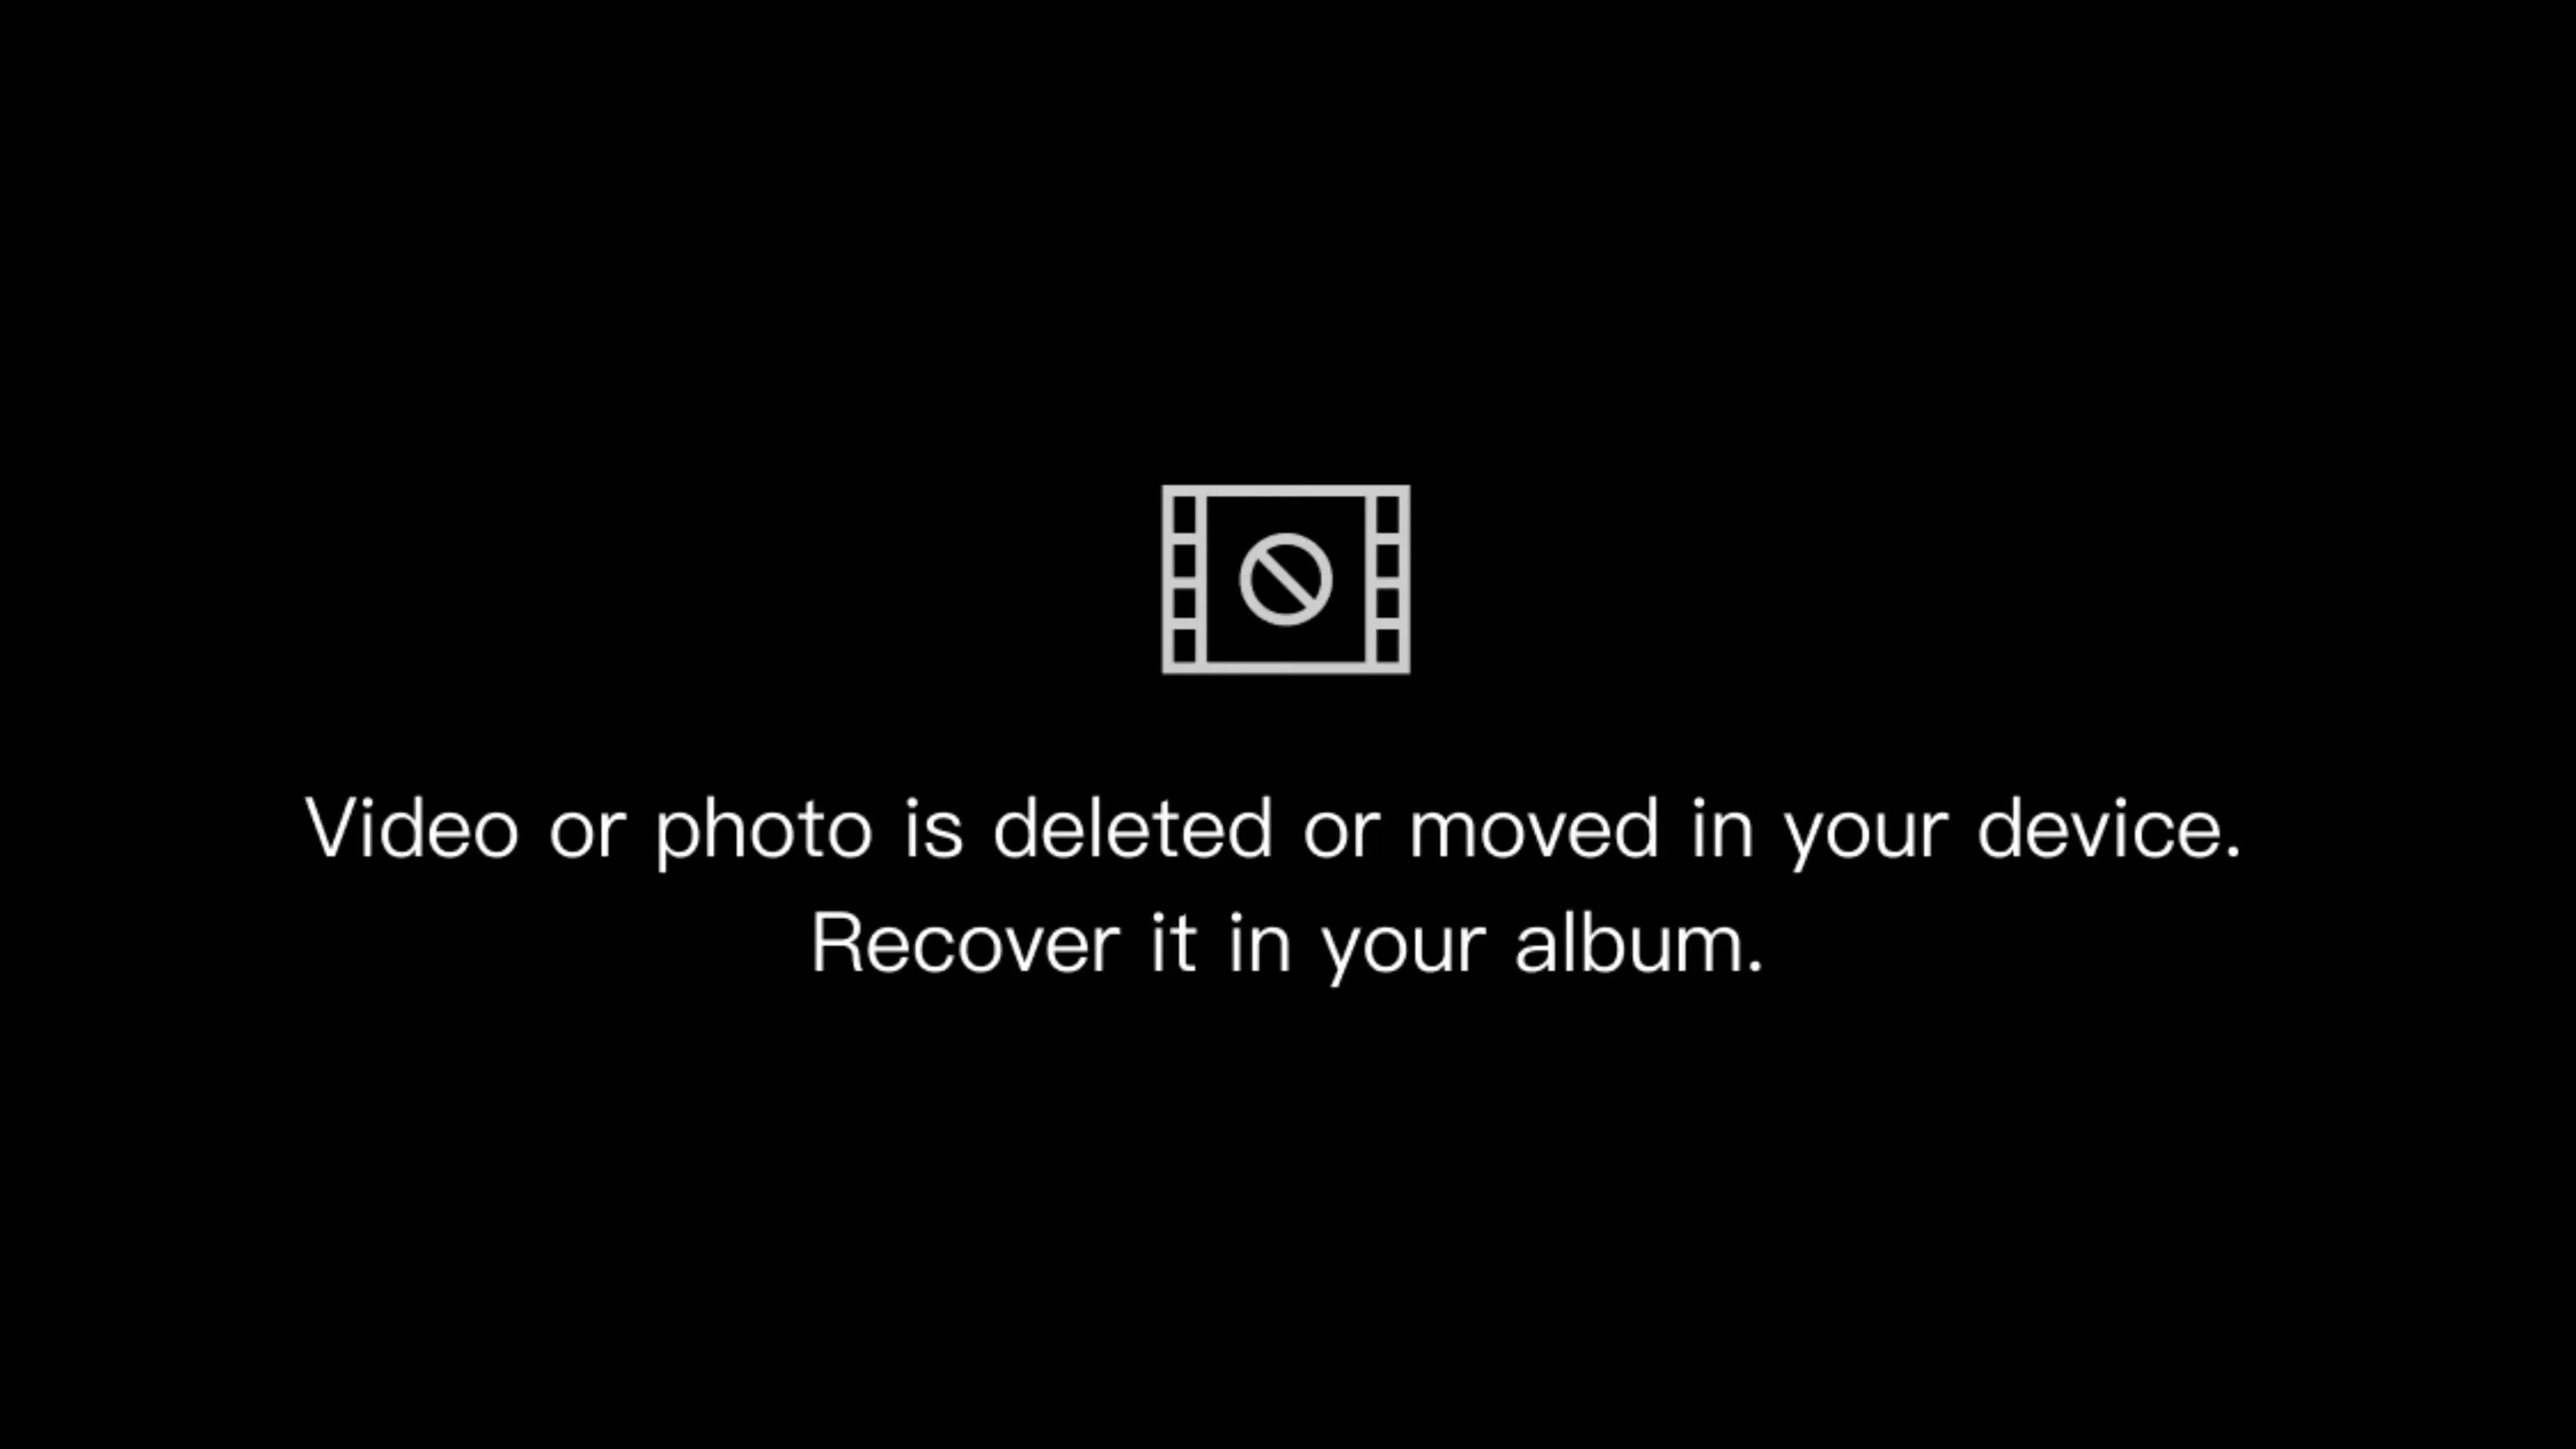 Video or photo is deleted or moved in your device.
Recover it in your album.